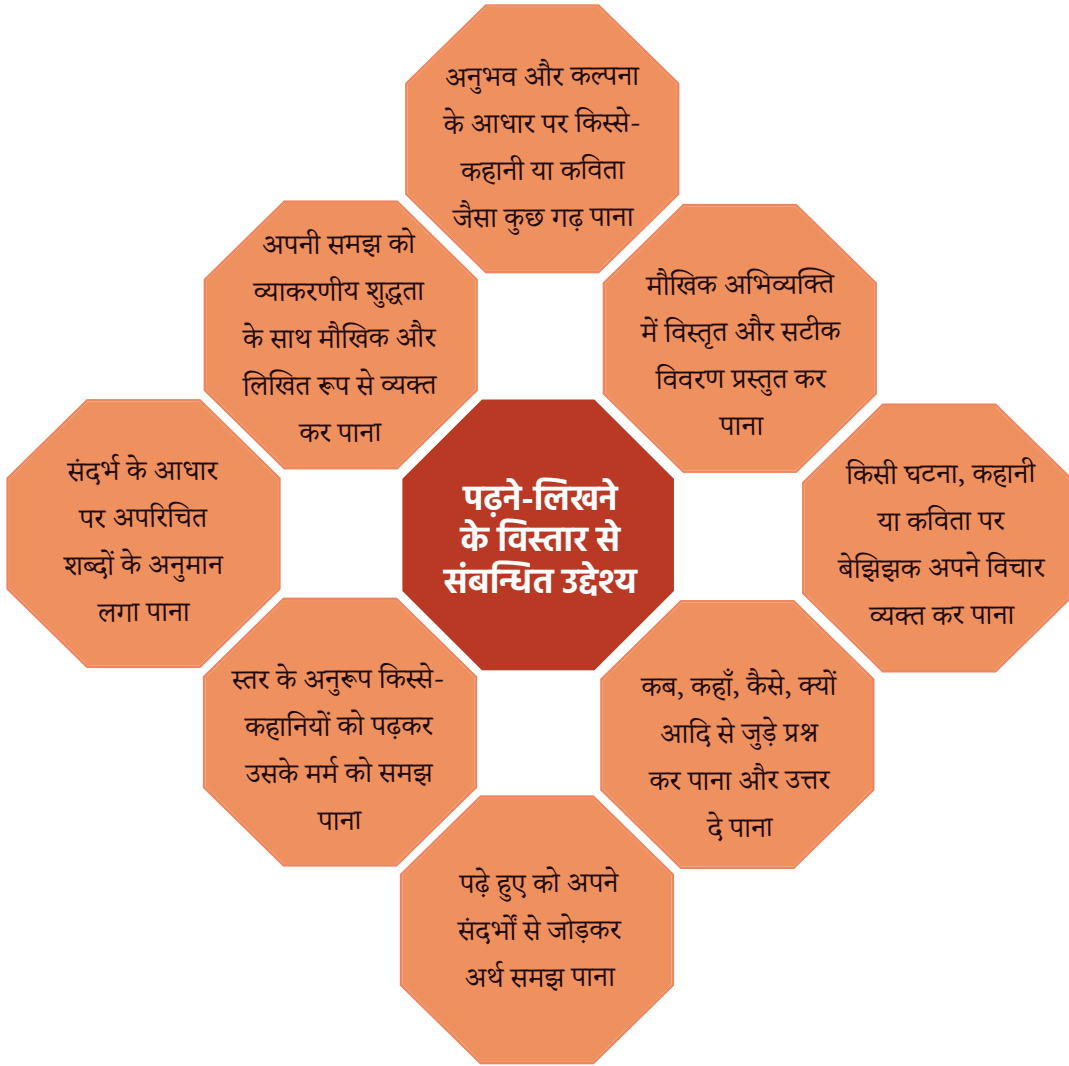 अनुभव और कल्पना
के आधार पर किस्से-
कहानी या कविता
जैसा कुछ गढ़ पाना
अपनी समझ को
व्याकरणीय शुद्धता
के साथ मौखिक और
लिखित रूप से व्यक्त
कर पाना
मौखिक अभिव्यक्ति
में विस्तृत और सटीक
विवरण प्रस्तुत कर
पाना
संदर्भ के आधार
पर अपरिचित
शब्दों के अनुमान
लगा पाना
पढ़ने-लिखने
के विस्तार से
संबन्धित उद्देश्य
किसी घटना, कहानी
या कविता पर
बेझिझक अपने विचार
व्यक्त कर पाना
स्तर के अनुरूप किस्से-
कहानियों को पढ़कर
उसके मर्म को समझ
पाना
कब, कहाँ, कैसे, क्यों
आदि से जुड़े प्रश्न
कर पाना और उत्तर
दे पाना
पढ़े हुए को अपने
संदर्भों से जोड़कर
अर्थ समझ पाना